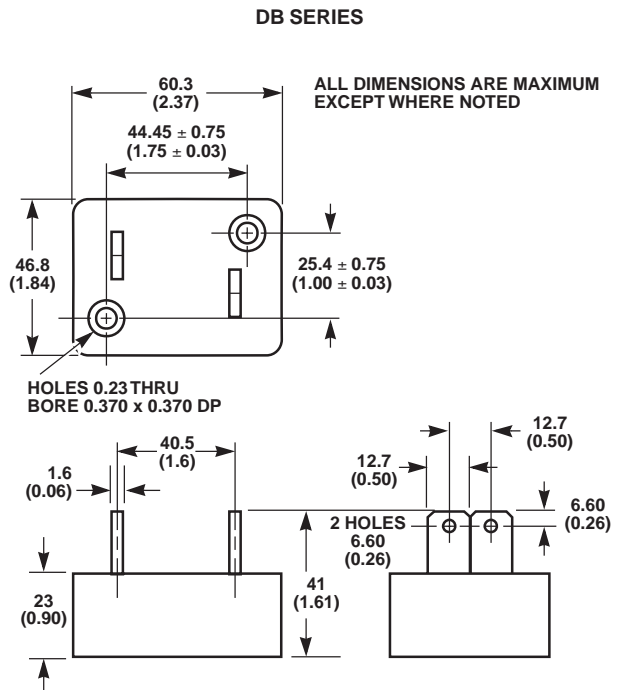 DB SERIES
ALL DIMENSIONS ARE MAXIMUM
EXCEPT WHERE NOTED
60.3
(2.37)
44.45 ± 0.75
(1.75 ± 0.03)
46.8
(1.84)
25.4 ± 0.75
(1.00 ± 0.03)
HOLES 0.23 THRU
BORE 0.370 x 0.370 DP
40.5
(1.6)
1.6
(0.06)
23
(0.90)
41
(1.61)
12.7
(0.50)
12.7
(0.50)
2 HOLES
6.60
(0.26)
6.60
(0.26)